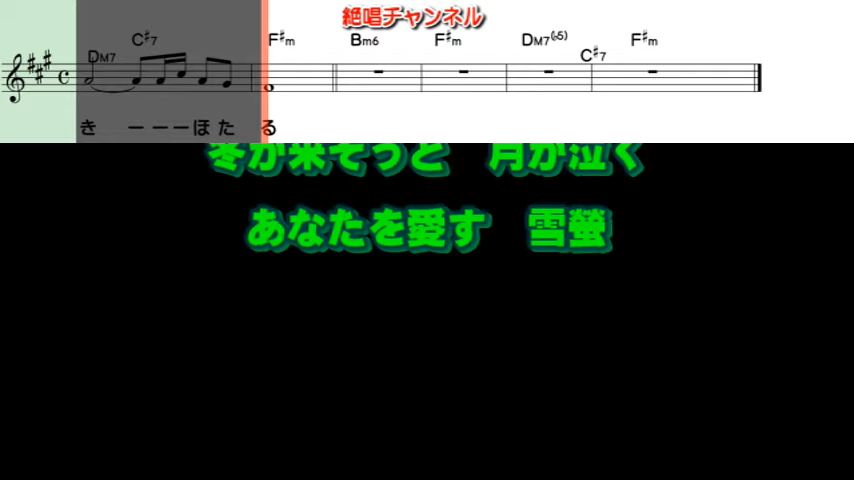 絶唱チャンネル
C♯7 F♯m Bm6 F♯m DM7(♭5) F♯m
DM7 C♯7
き ーーーほた る
冬が来そうと 月が泣く
あなたを愛す 雪螢